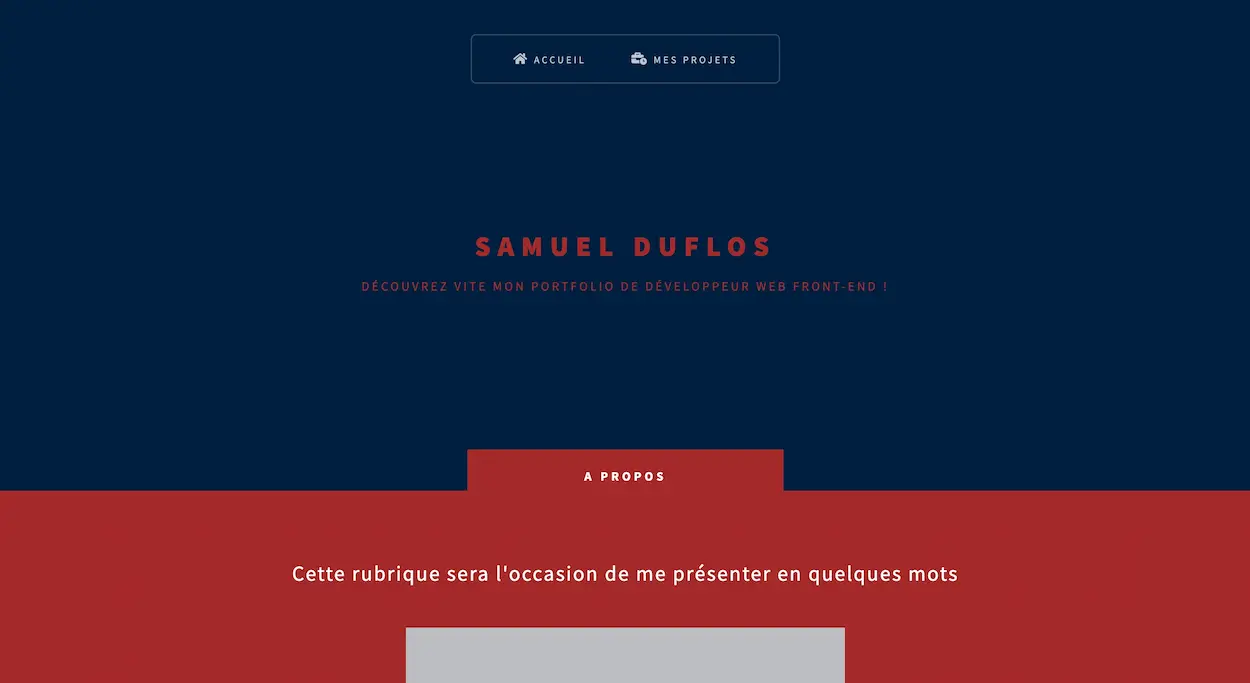 ACCUEIL MES PROJETS
SAMUEL DUFLOS
DÉCOUVREZ VITE MON PORTFOLIO DE DÉVELOPPEUR WEB FRONT-END !
A PROPOS
Cette rubrique sera l'occasion de me présenter en quelques mots